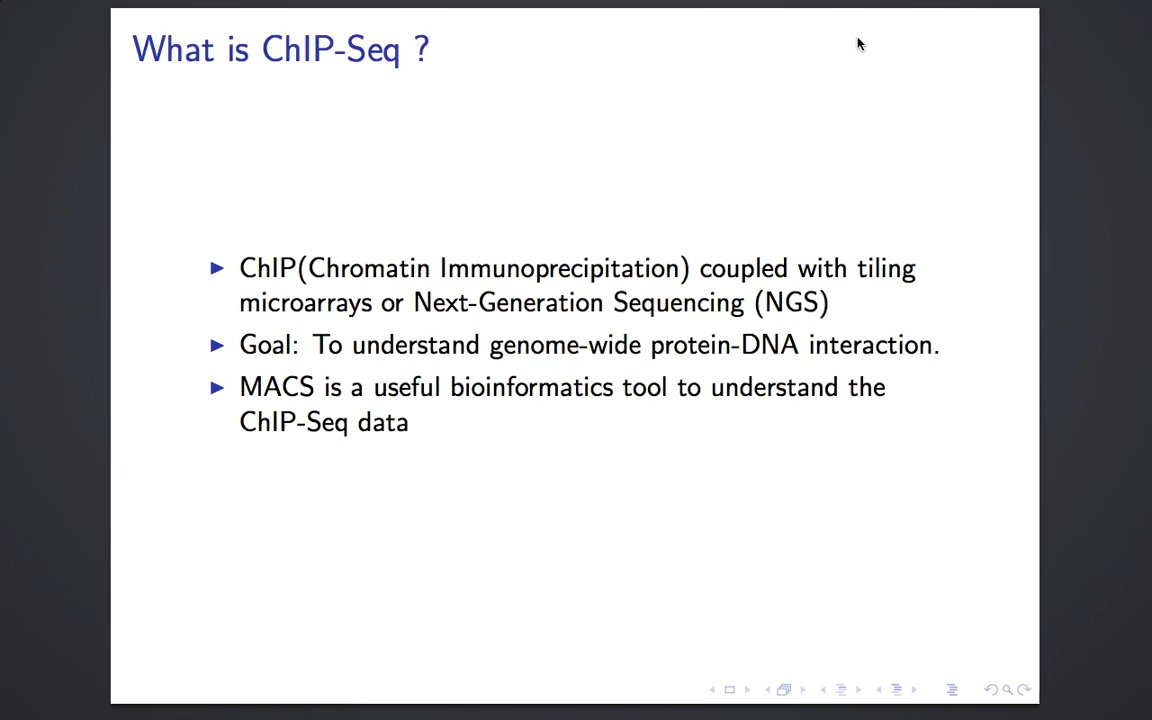 What is ChIP-Seq ?
ChIP(Chromatin Immunoprecipitation) coupled with tiling
microarrays or Next-Generation Sequencing (NGS)
Goal: To understand genome-wide protein-DNA interaction.
MACS is a useful bioinformatics tool to understand the
ChIP-Seq data